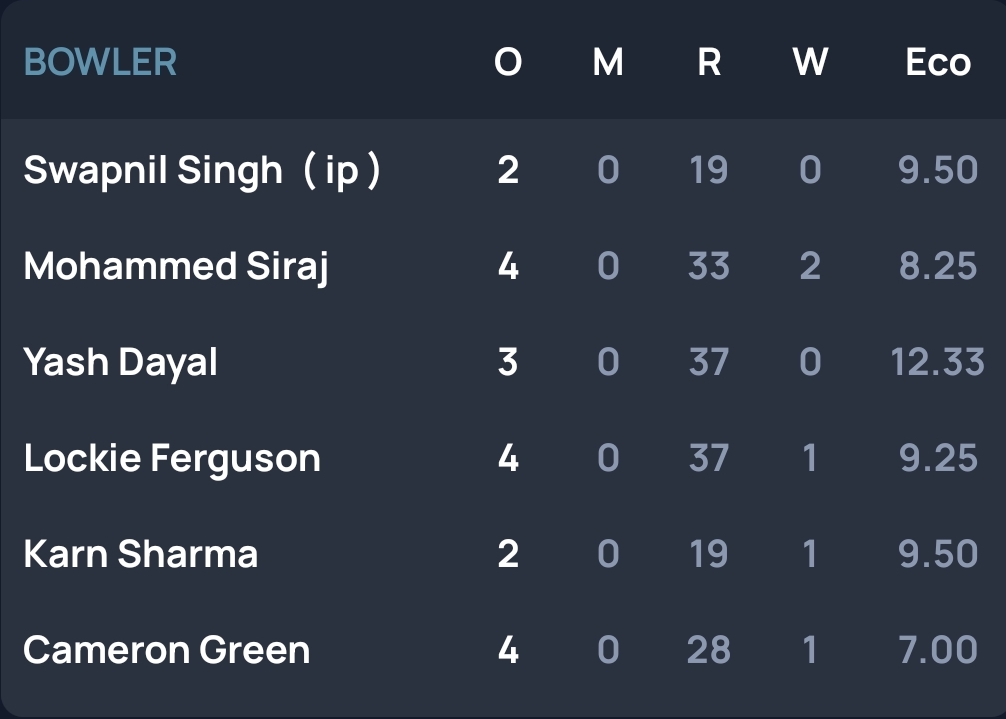 BOWLER O M R W Eco
Swapnil Singh ( ip ) 2 0 19 0 9.50
Mohammed Siraj 4 0 33 2 8.25
Yash Dayal 3 0 37 0 12.33
Lockie Ferguson 4 0 37 1 9.25
Karn Sharma 2 0 19 1 9.50
Cameron Green 4 0 28 1 7.00